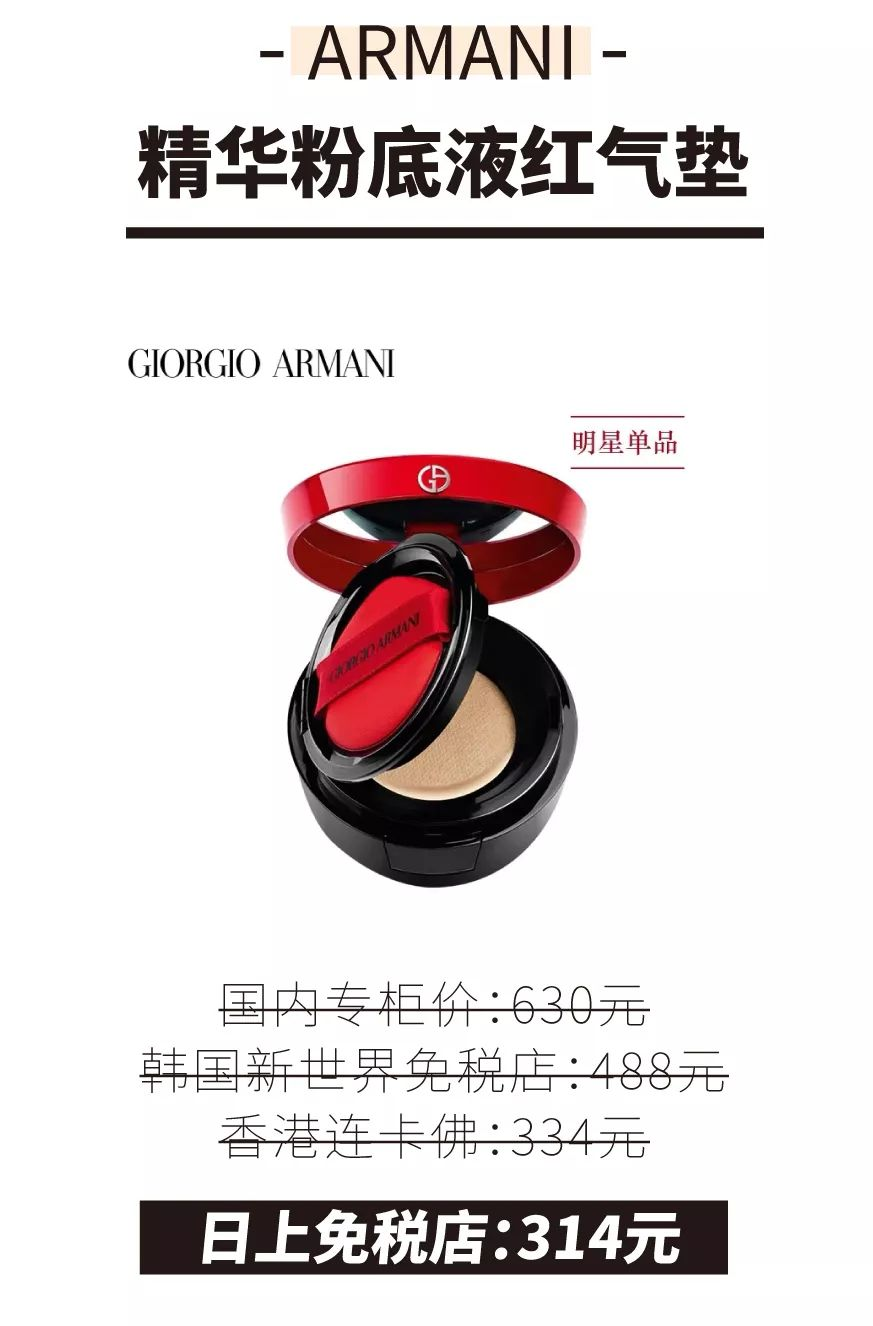 - ARMANI -
精华粉底液红气垫
GIORGIO ARMANI
明星单品
GIORGIO ARMANI
国内专柜价:630元
韩国新世界免税店:488元
香港连卡佛:334元
日上免税店:314元